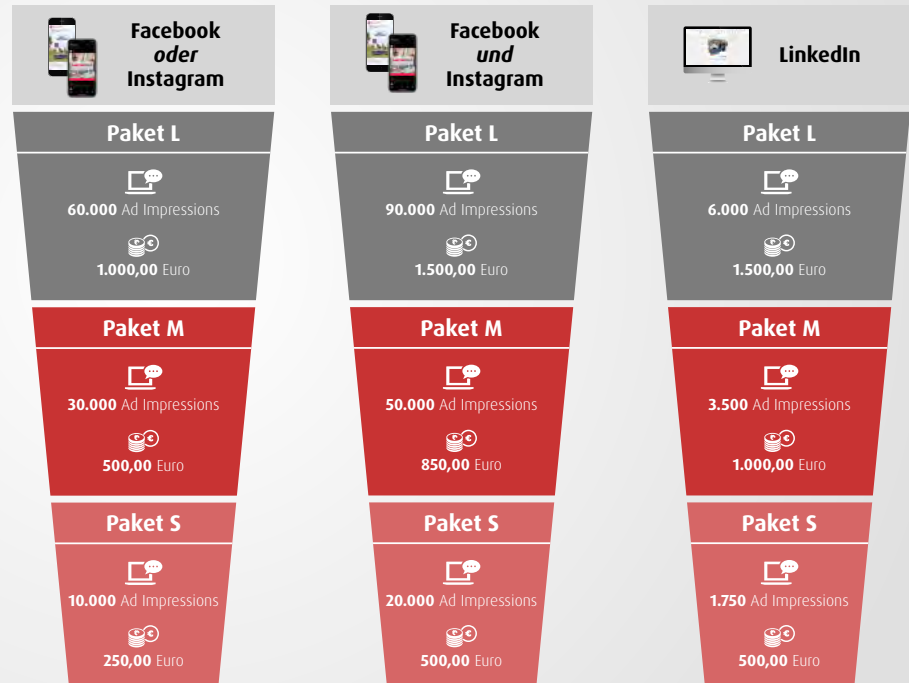 Facebook
oder
Instagram
Paket L
60.000 Ad Impressions
1.000,00 Euro
Paket M
30.000 Ad Impressions
500,00 Euro
Paket S
10.000 Ad Impressions
250,00 Euro
Facebook
und
Instagram
Paket L
90.000 Ad Impressions
1.500,00 Euro
Paket M
50.000 Ad Impressions
850,00 Euro
Paket S
20.000 Ad Impressions
500,00 Euro
LinkedIn
Paket L
6.000 Ad Impressions
1.500,00 Euro
Paket M
3.500 Ad Impressions
1.000,00 Euro
Paket S
1.750 Ad Impressions
500,00 Euro